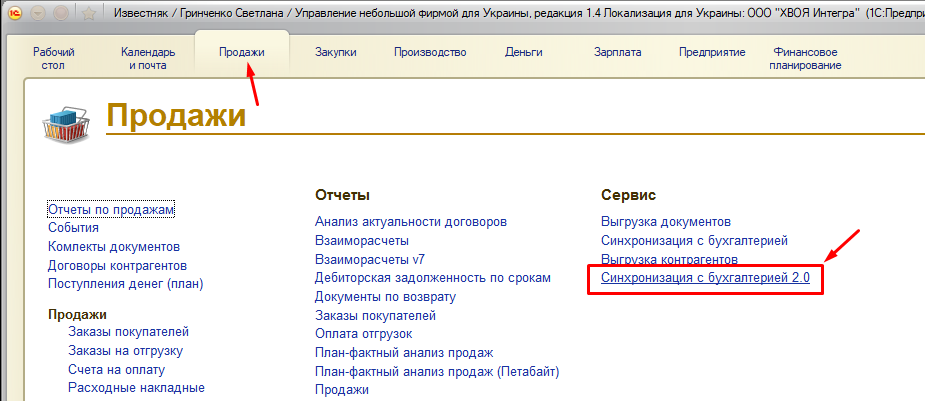 Известняк / Гринченко Светлана / Управление небольшой фирмой для Украины, редакция 1.4 Локализация для Украины: ООО "ХВОЯ Интегра" (1С:Предпри
Рабочий стол
Календарь и почта
Продажи
Закупки
Производство
Деньги
Зарплата
Предприятие
Финансовое планирование
Продажи
Отчеты по продажам
События
Комлекты документов
Договоры контрагентов
Поступления денег (план)
Продажи
Заказы покупателей
Заказы на отгрузку
Счета на оплату
Расходные накладные
Отчеты
Анализ актуальности договоров
Взаиморасчеты
Взаиморасчеты v7
Дебиторская задолженность по срокам
Документы по возврату
Заказы покупателей
Оплата отгрузок
План-фактный анализ продаж
План-фактный анализ продаж (Петабайт)
Продажи
Сервис
Выгрузка документов
Синхронизация с бухгалтерией
Выгрузка контрагентов
Синхронизация с бухгалтерией 2.0